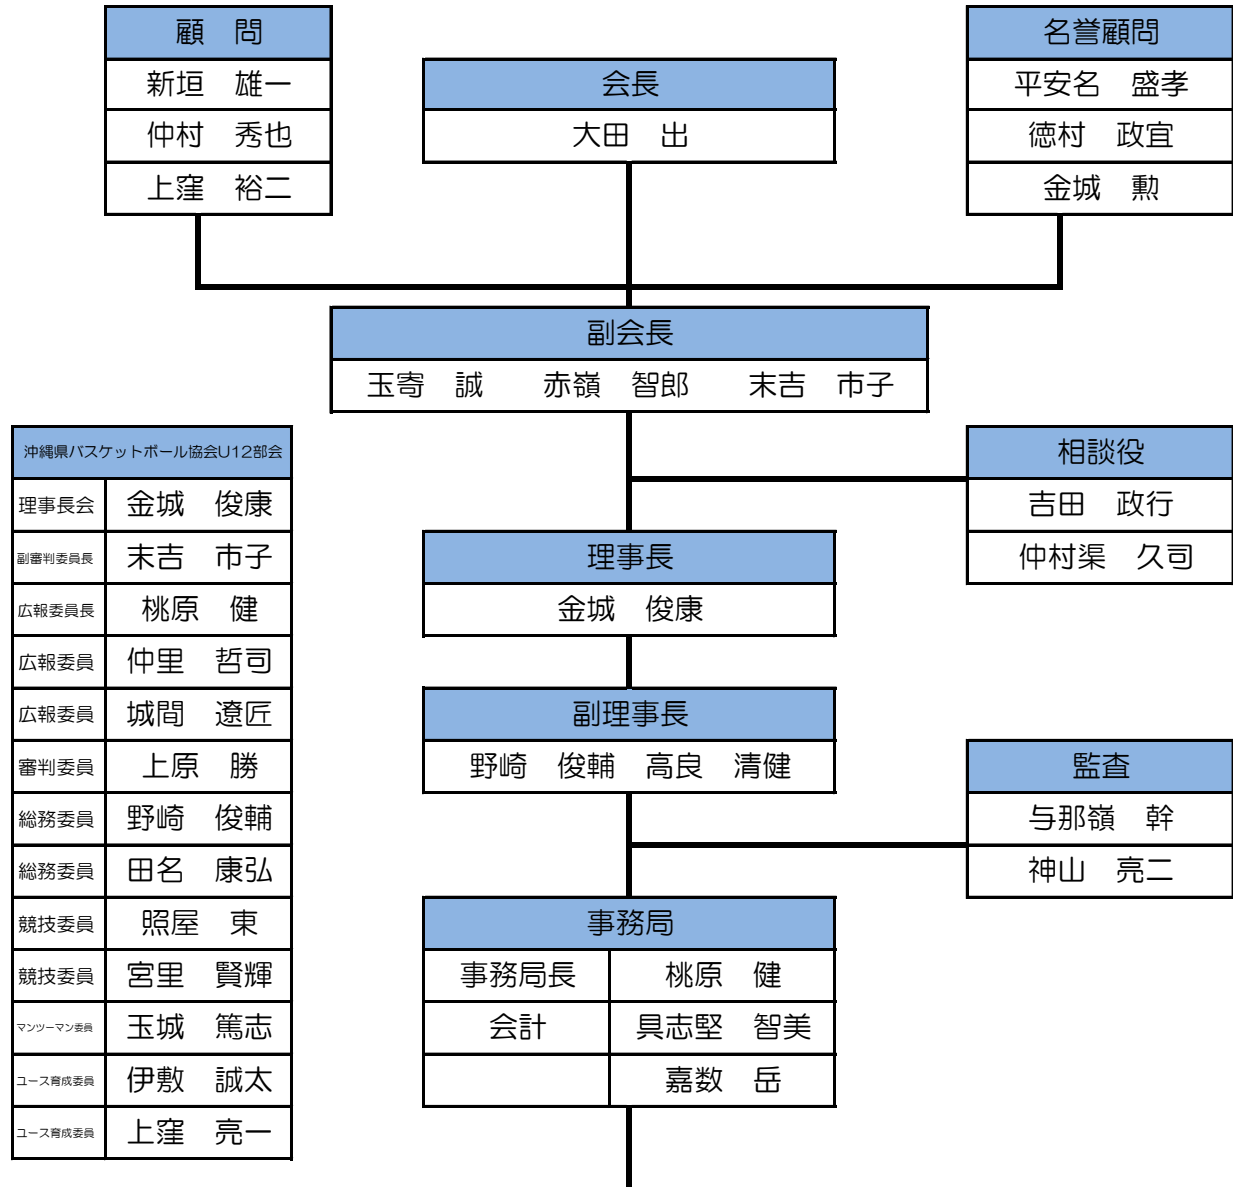 顧　問
新垣　雄一
仲村　秀也
上窪　裕二
会長
大田　出
名誉顧問
平安名　盛孝
徳村　政宜
金城　勲
副会長
玉寄　誠　　赤嶺　智郎　　末吉　市子
沖縄県バスケットボール協会U12部会
理事長会　金城　俊康
副審判委員長　末吉　市子
広報委員長　桃原　健
広報委員　仲里　哲司
広報委員　城間　遼匠
審判委員　上原　勝
総務委員　野崎　俊輔
総務委員　田名　康弘
競技委員　照屋　東
競技委員　宮里　賢輝
マンツーマン委員　玉城　篤志
ユース育成委員　伊敷　誠太
ユース育成委員　上窪　亮一
相談役
吉田　政行
仲村渠　久司
理事長
金城　俊康
副理事長
野崎　俊輔　高良　清健
監査
与那嶺　幹
神山　亮二
事務局
事務局長　桃原　健
会計　具志堅　智美
嘉数　岳